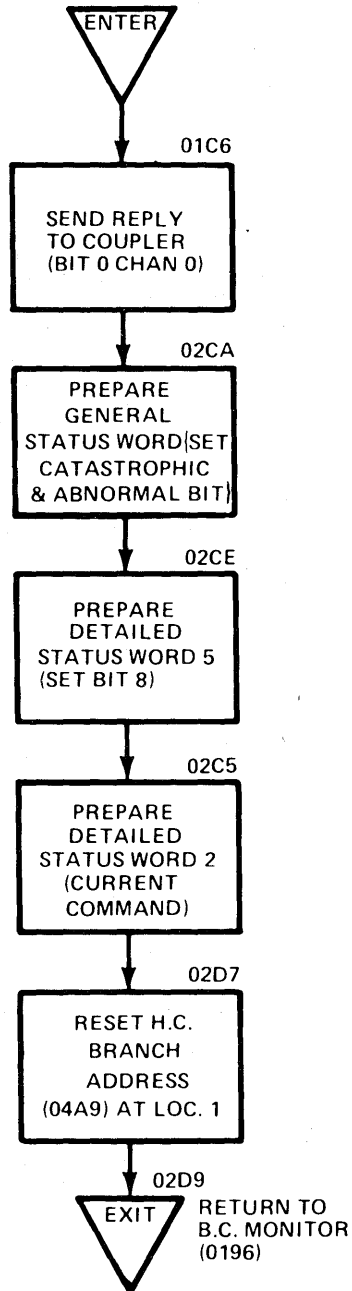 ENTER
01C6
SEND REPLY
TO COUPLER
(BIT 0 CHAN 0)
02CA
PREPARE
GENERAL
STATUS WORD(SET
CATASTROPHIC
& ABNORMAL BIT)
02CE
PREPARE
DETAILED
STATUS WORD 5
(SET BIT 8)
02C5
PREPARE
DETAILED
STATUS WORD 2
(CURRENT
COMMAND)
02D7
RESET H.C.
BRANCH
ADDRESS
(04A9) AT LOC. 1
02D9
EXIT
RETURN TO
B.C. MONITOR
(0196)